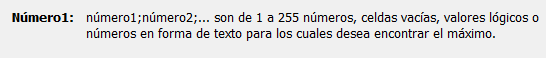 Número1: número1;número2;... son de 1 a 255 números, celdas vacías, valores lógicos o
números en forma de texto para los cuales desea encontrar el máximo.